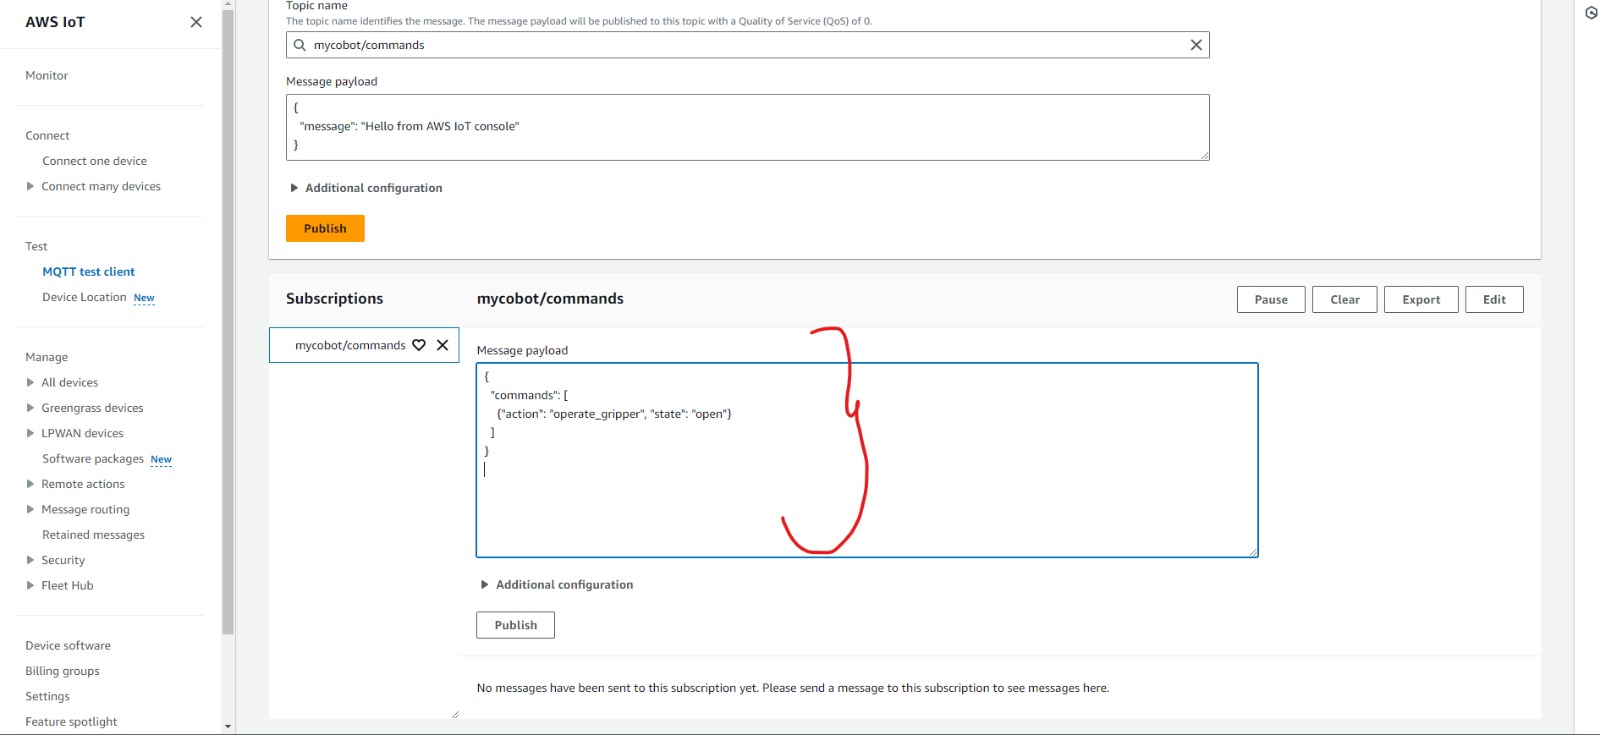 AWS IoT
Monitor
Connect
Connect one device
Connect many devices
Test
MQTT test client
Device Location New
Manage
All devices
Greengrass devices
LPWAN devices
Software packages New
Remote actions
Message routing
Retained messages
Security
Fleet Hub
Device software
Billing groups
Settings
Feature spotlight
Topic name
The topic name identifies the message. The message payload will be published to this topic with a Quality of Service (QoS) of 0.
mycobot/commands
Message payload
{
"message": "Hello from AWS IoT console"
}
Additional configuration
Publish
Subscriptions
mycobot/commands
mycobot/commands
Pause Clear Export Edit
Message payload
{
"commands": [
{"action": "operate_gripper", "state": "open"}
]
}
Additional configuration
Publish
No messages have been sent to this subscription yet. Please send a message to this subscription to see messages here.